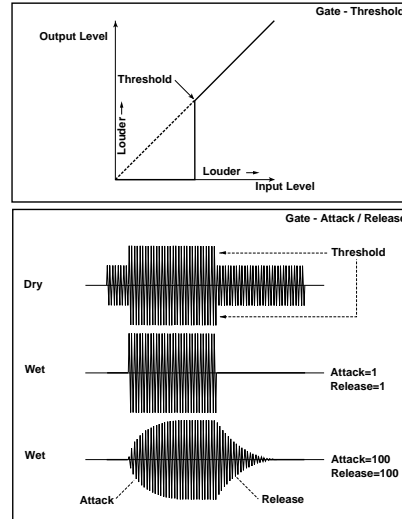 Gate - Threshold
Output Level
Threshold
Louder
Louder
Input Level
Gate - Attack / Release
Threshold
Dry
Wet
Attack=1
Release=1
Wet
Attack=100
Release=100
Attack
Release